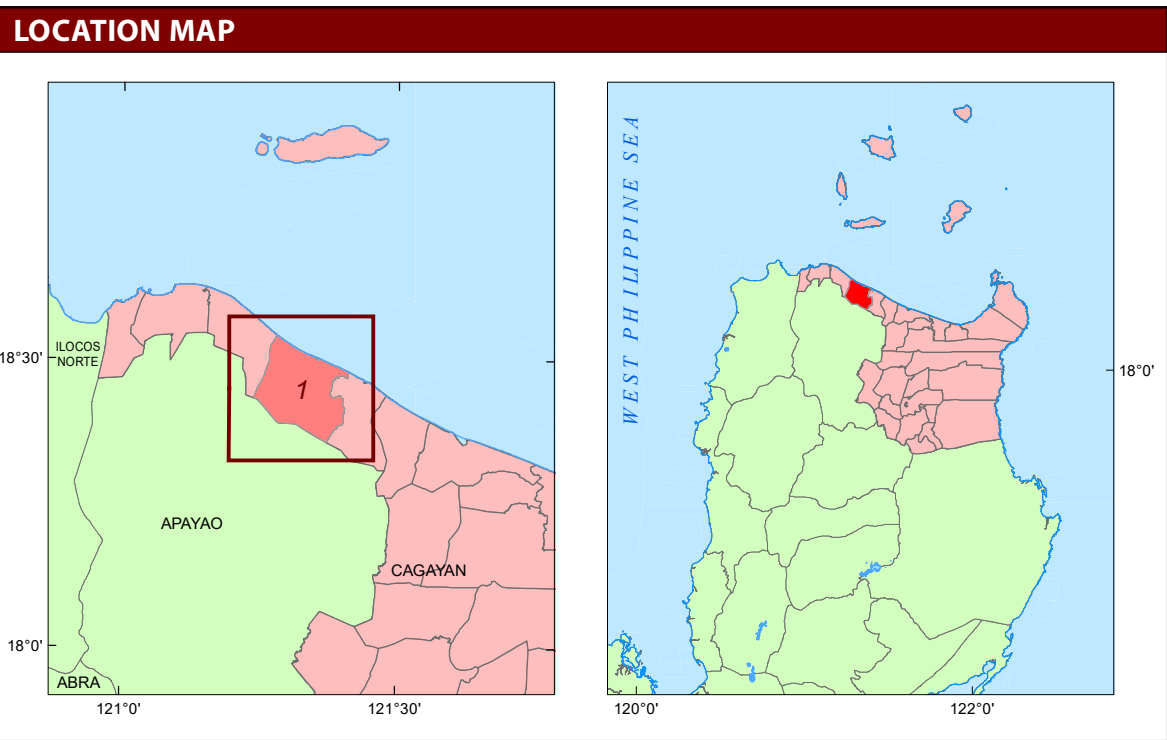 LOCATION MAP
ILOCOS
NORTE
18°30'
1
APAYAO
CAGAYAN
18°0'
ABRA
121°0'
121°30'
WEST PHILIPPINE SEA
18°0'
120°0'
122°0'